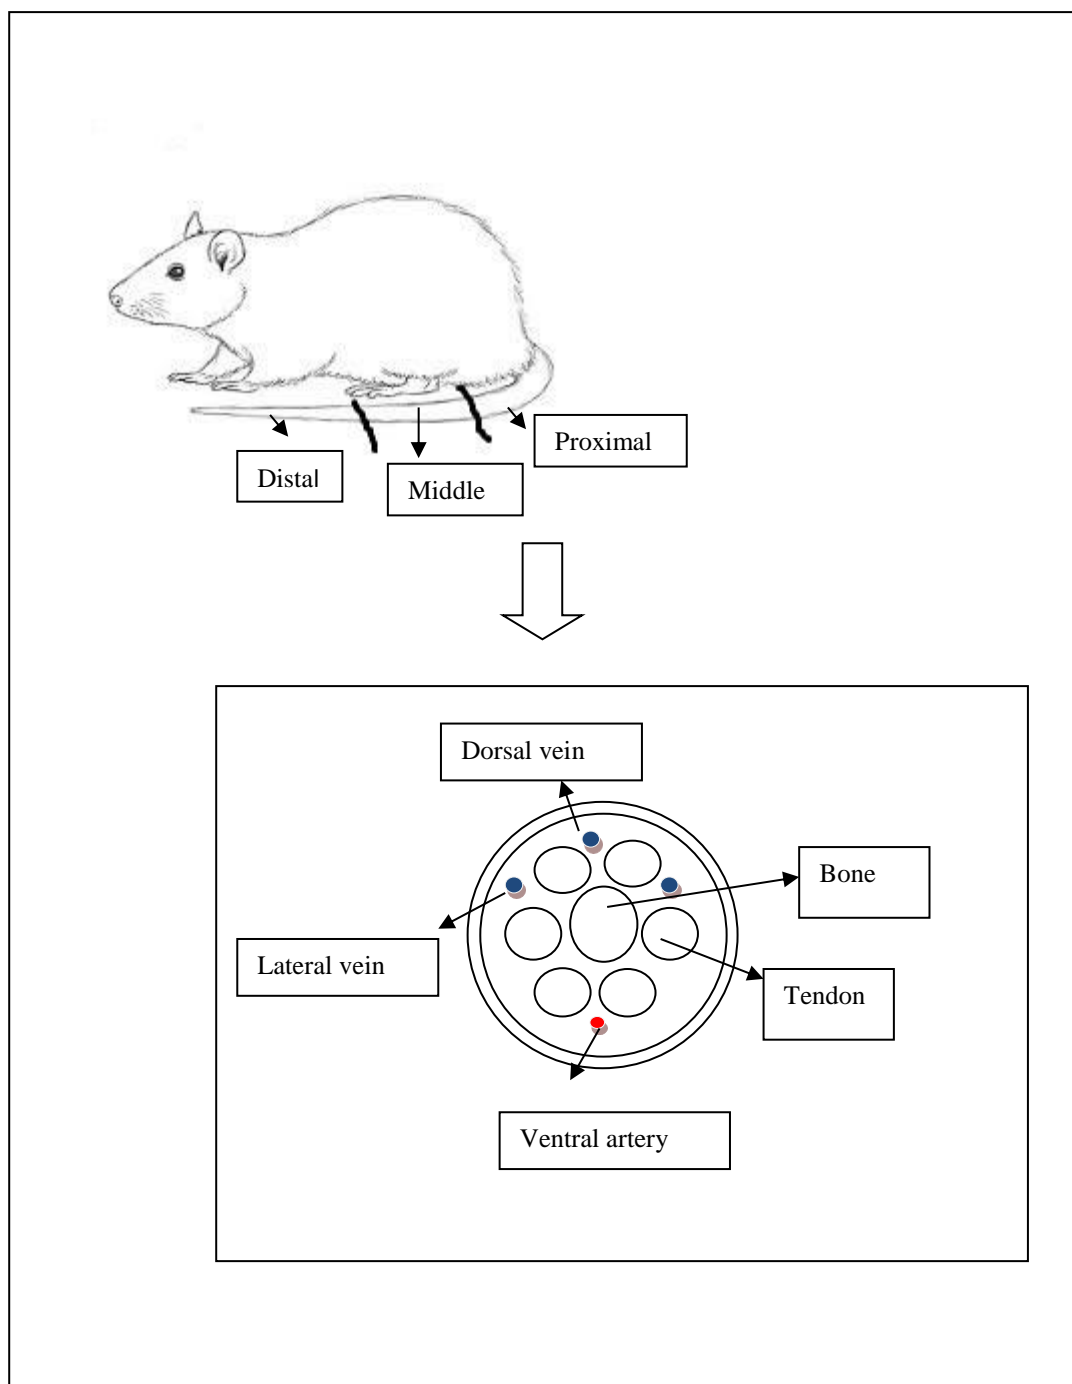 Proximal
Distal
Middle
Dorsal vein
Bone
Lateral vein
Tendon
Ventral artery